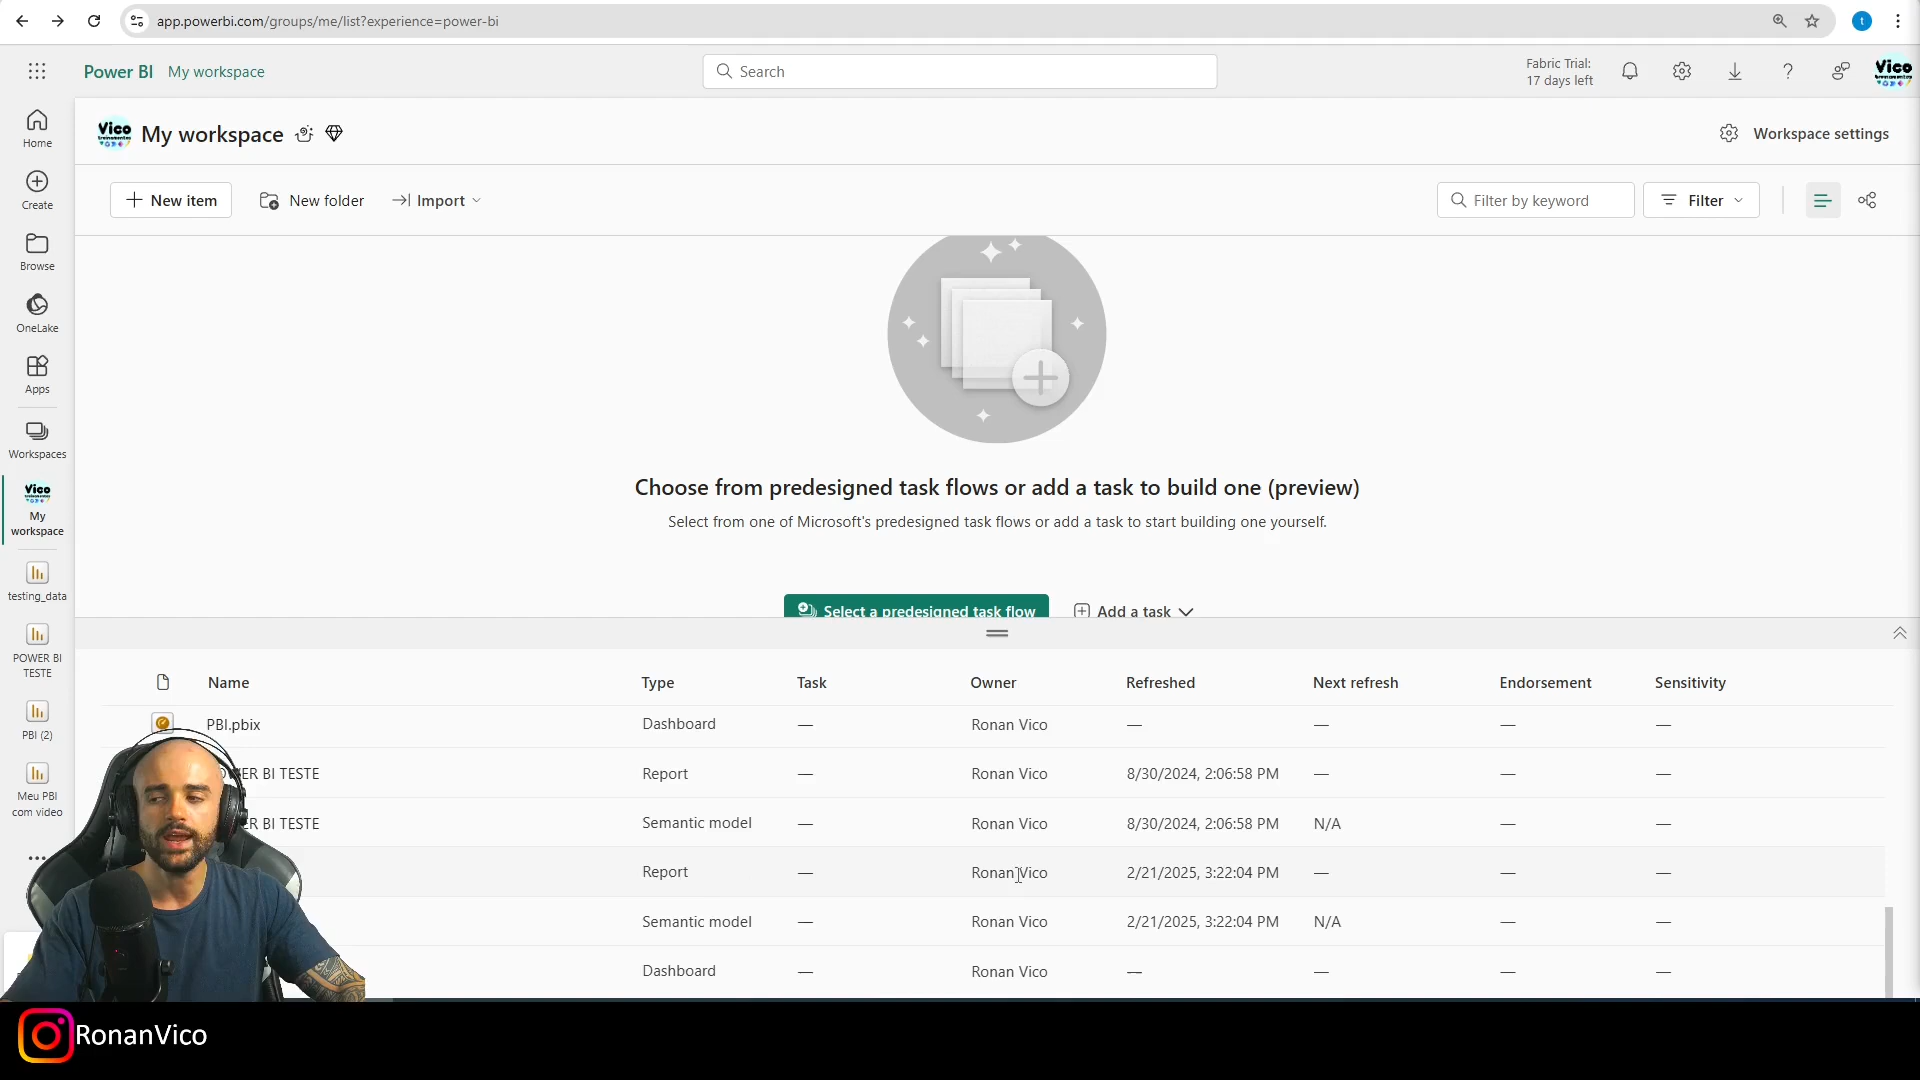 app.powerbi.com/groups/me/list?experience=power-bi
t
Power BI My workspace
Search
Fabric Trial:
17 days left
Vico
Vico
My workspace
Workspace settings
New item
New folder
Import
Filter by keyword
Filter
Home
Create
Browse
OneLake
Apps
Workspaces
Vico
My
workspace
testing_data
POWER BI
TESTE
PBI (2)
Meu PBI
com video
Choose from predesigned task flows or add a task to build one (preview)
Select from one of Microsoft's predesigned task flows or add a task to start building one yourself.
Select a predesigned task flow
Add a task
Name Type Task Owner Refreshed Next refresh Endorsement Sensitivity
PBI.pbix Dashboard — Ronan Vico — — — —
BI TESTE Report — Ronan Vico 8/30/2024, 2:06:58 PM — — —
BI TESTE Semantic model — Ronan Vico 8/30/2024, 2:06:58 PM N/A — —
Report — Ronan Vico 2/21/2025, 3:22:04 PM — — —
Semantic model — Ronan Vico 2/21/2025, 3:22:04 PM N/A — —
Dashboard — Ronan Vico — — — —
RonanVico